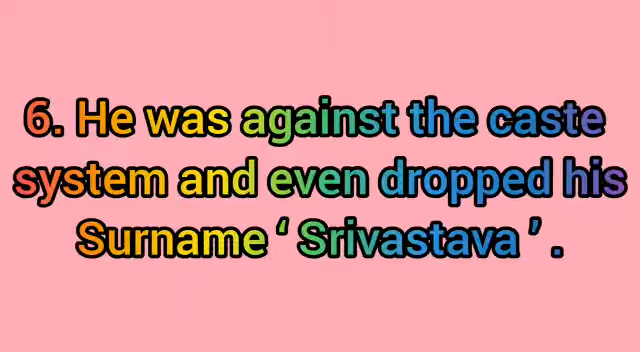 6. He was against the caste
system and even dropped his
Surname ‘ Srivastava ’ .